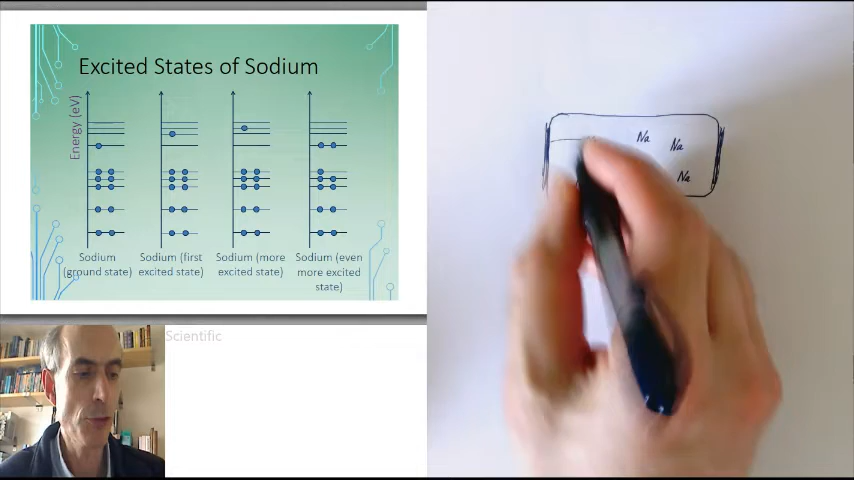 Excited States of Sodium
Energy (eV)
Sodium
(ground state)
Sodium (first
excited state)
Sodium (more
excited state)
Sodium (even
more excited
state)
Scientific
Na
Na
Na